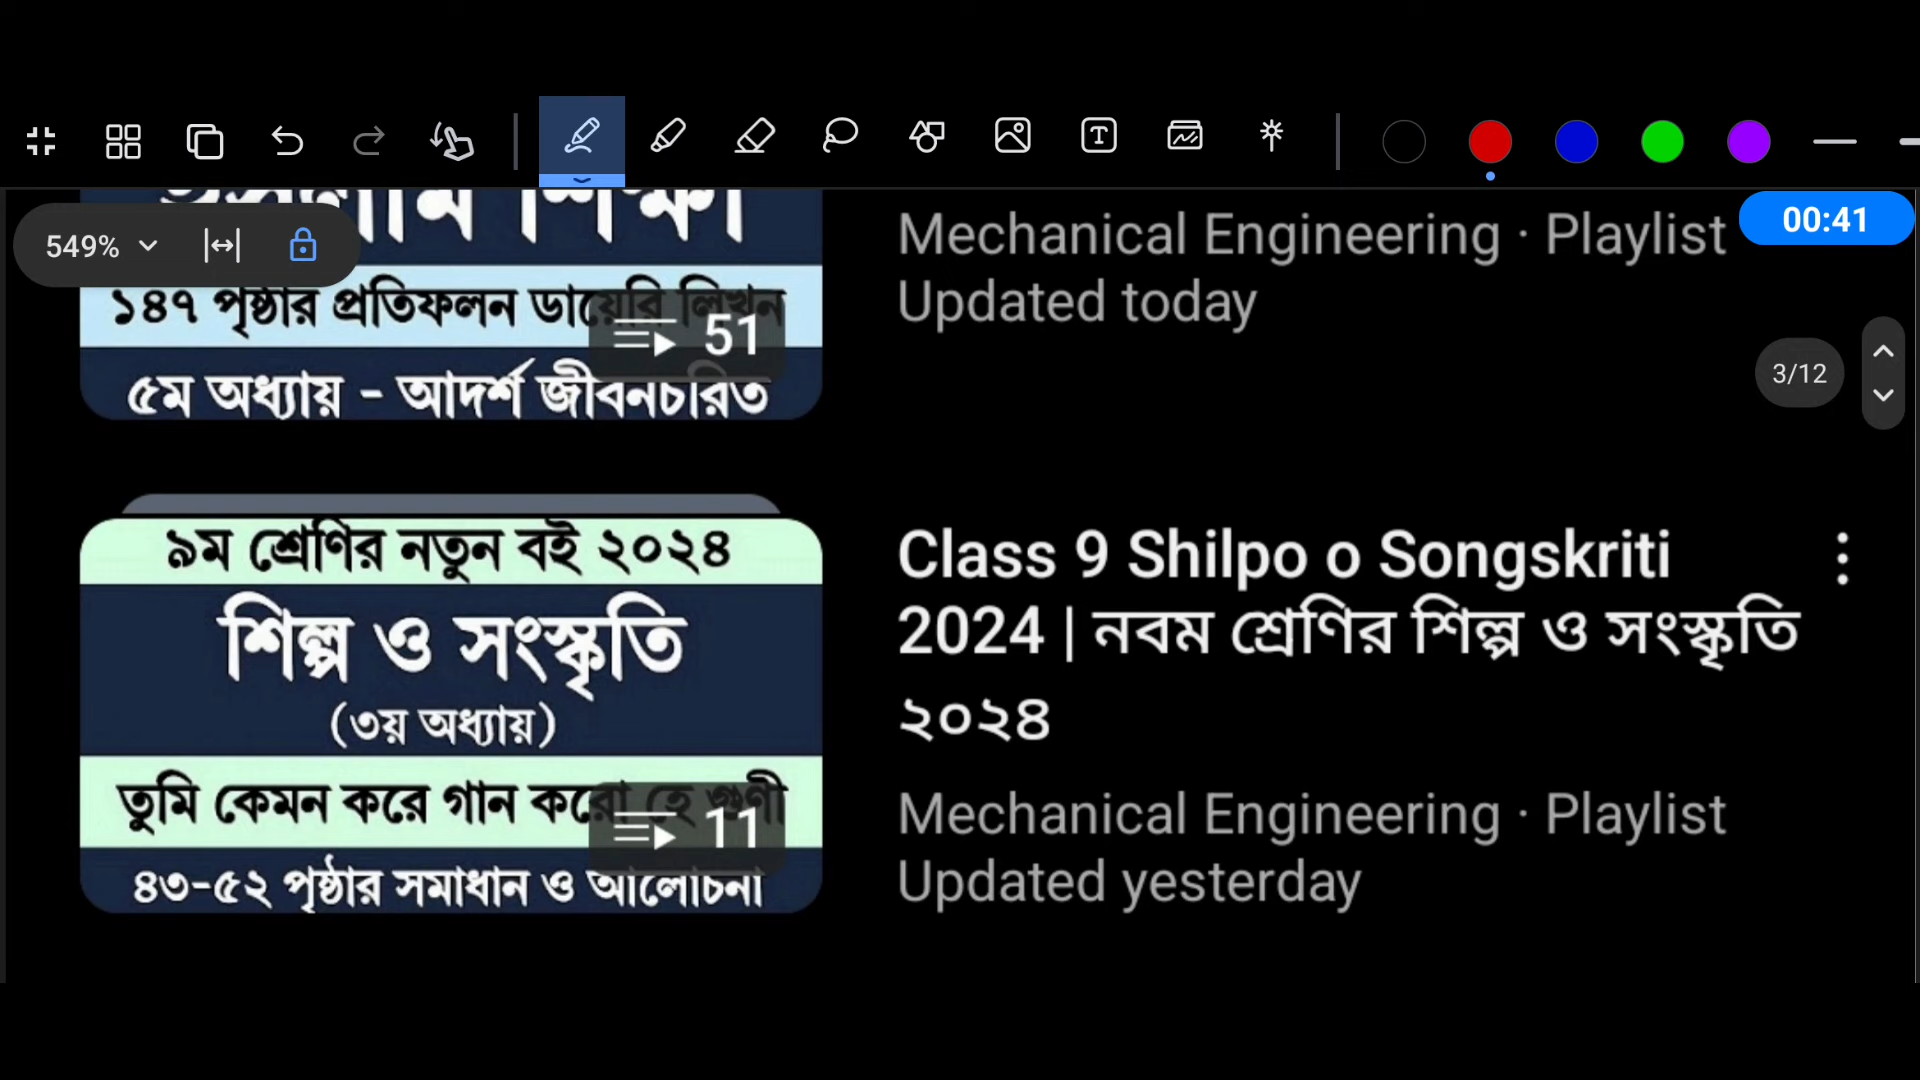 549%
00:41
3/12
শিক্ষা
১৪৭ পৃষ্ঠার প্রতিফলন ডায়েরি লিখন
51
৫ম অধ্যায় - আদর্শ জীবনচরিত
Mechanical Engineering · Playlist
Updated today
৯ম শ্রেণির নতুন বই ২০২৪
শিল্প ও সংস্কৃতি
(৩য় অধ্যায়)
তুমি কেমন করে গান করো হে গুণী
11
৪৩-৫২ পৃষ্ঠার সমাধান ও আলোচনা
Class 9 Shilpo o Songskriti
2024 | নবম শ্রেণির শিল্প ও সংস্কৃতি
২০২৪
Mechanical Engineering · Playlist
Updated yesterday